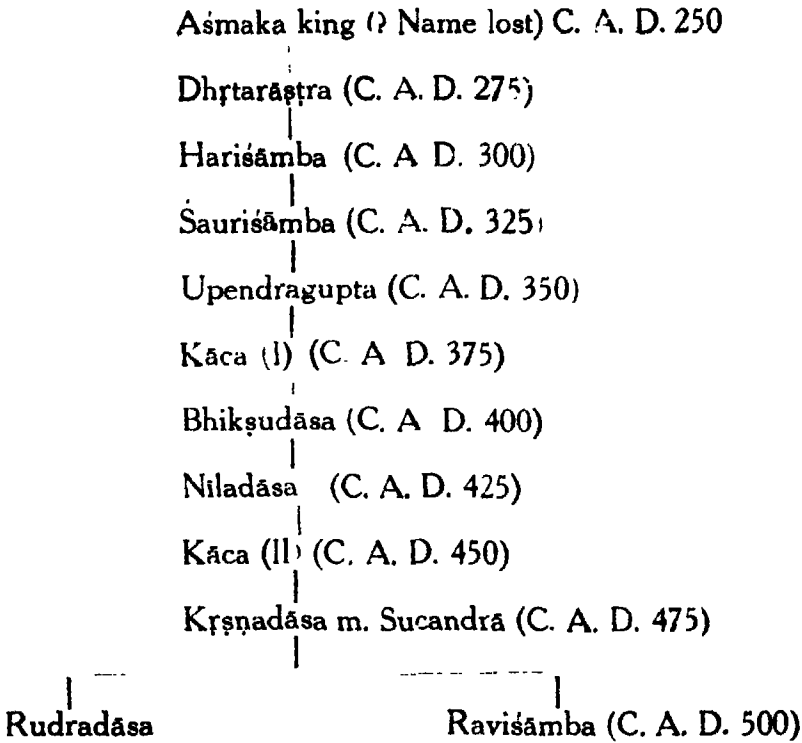 Aśmaka king (? Name lost) C. A. D. 250
Dhṛtarāṣṭra (C. A. D. 275)
Hariśāmba (C. A D. 300)
Śauriśāmba (C. A. D. 325)
Upendragupta (C. A. D. 350)
Kāca (I) (C. A D. 375)
Bhikṣudāsa (C. A D. 400)
Niladāsa (C. A. D. 425)
Kāca (II) (C. A. D. 450)
Kṛṣṇadāsa m. Sucandrā (C. A. D. 475)
Rudradāsa Raviśāmba (C. A. D. 500)